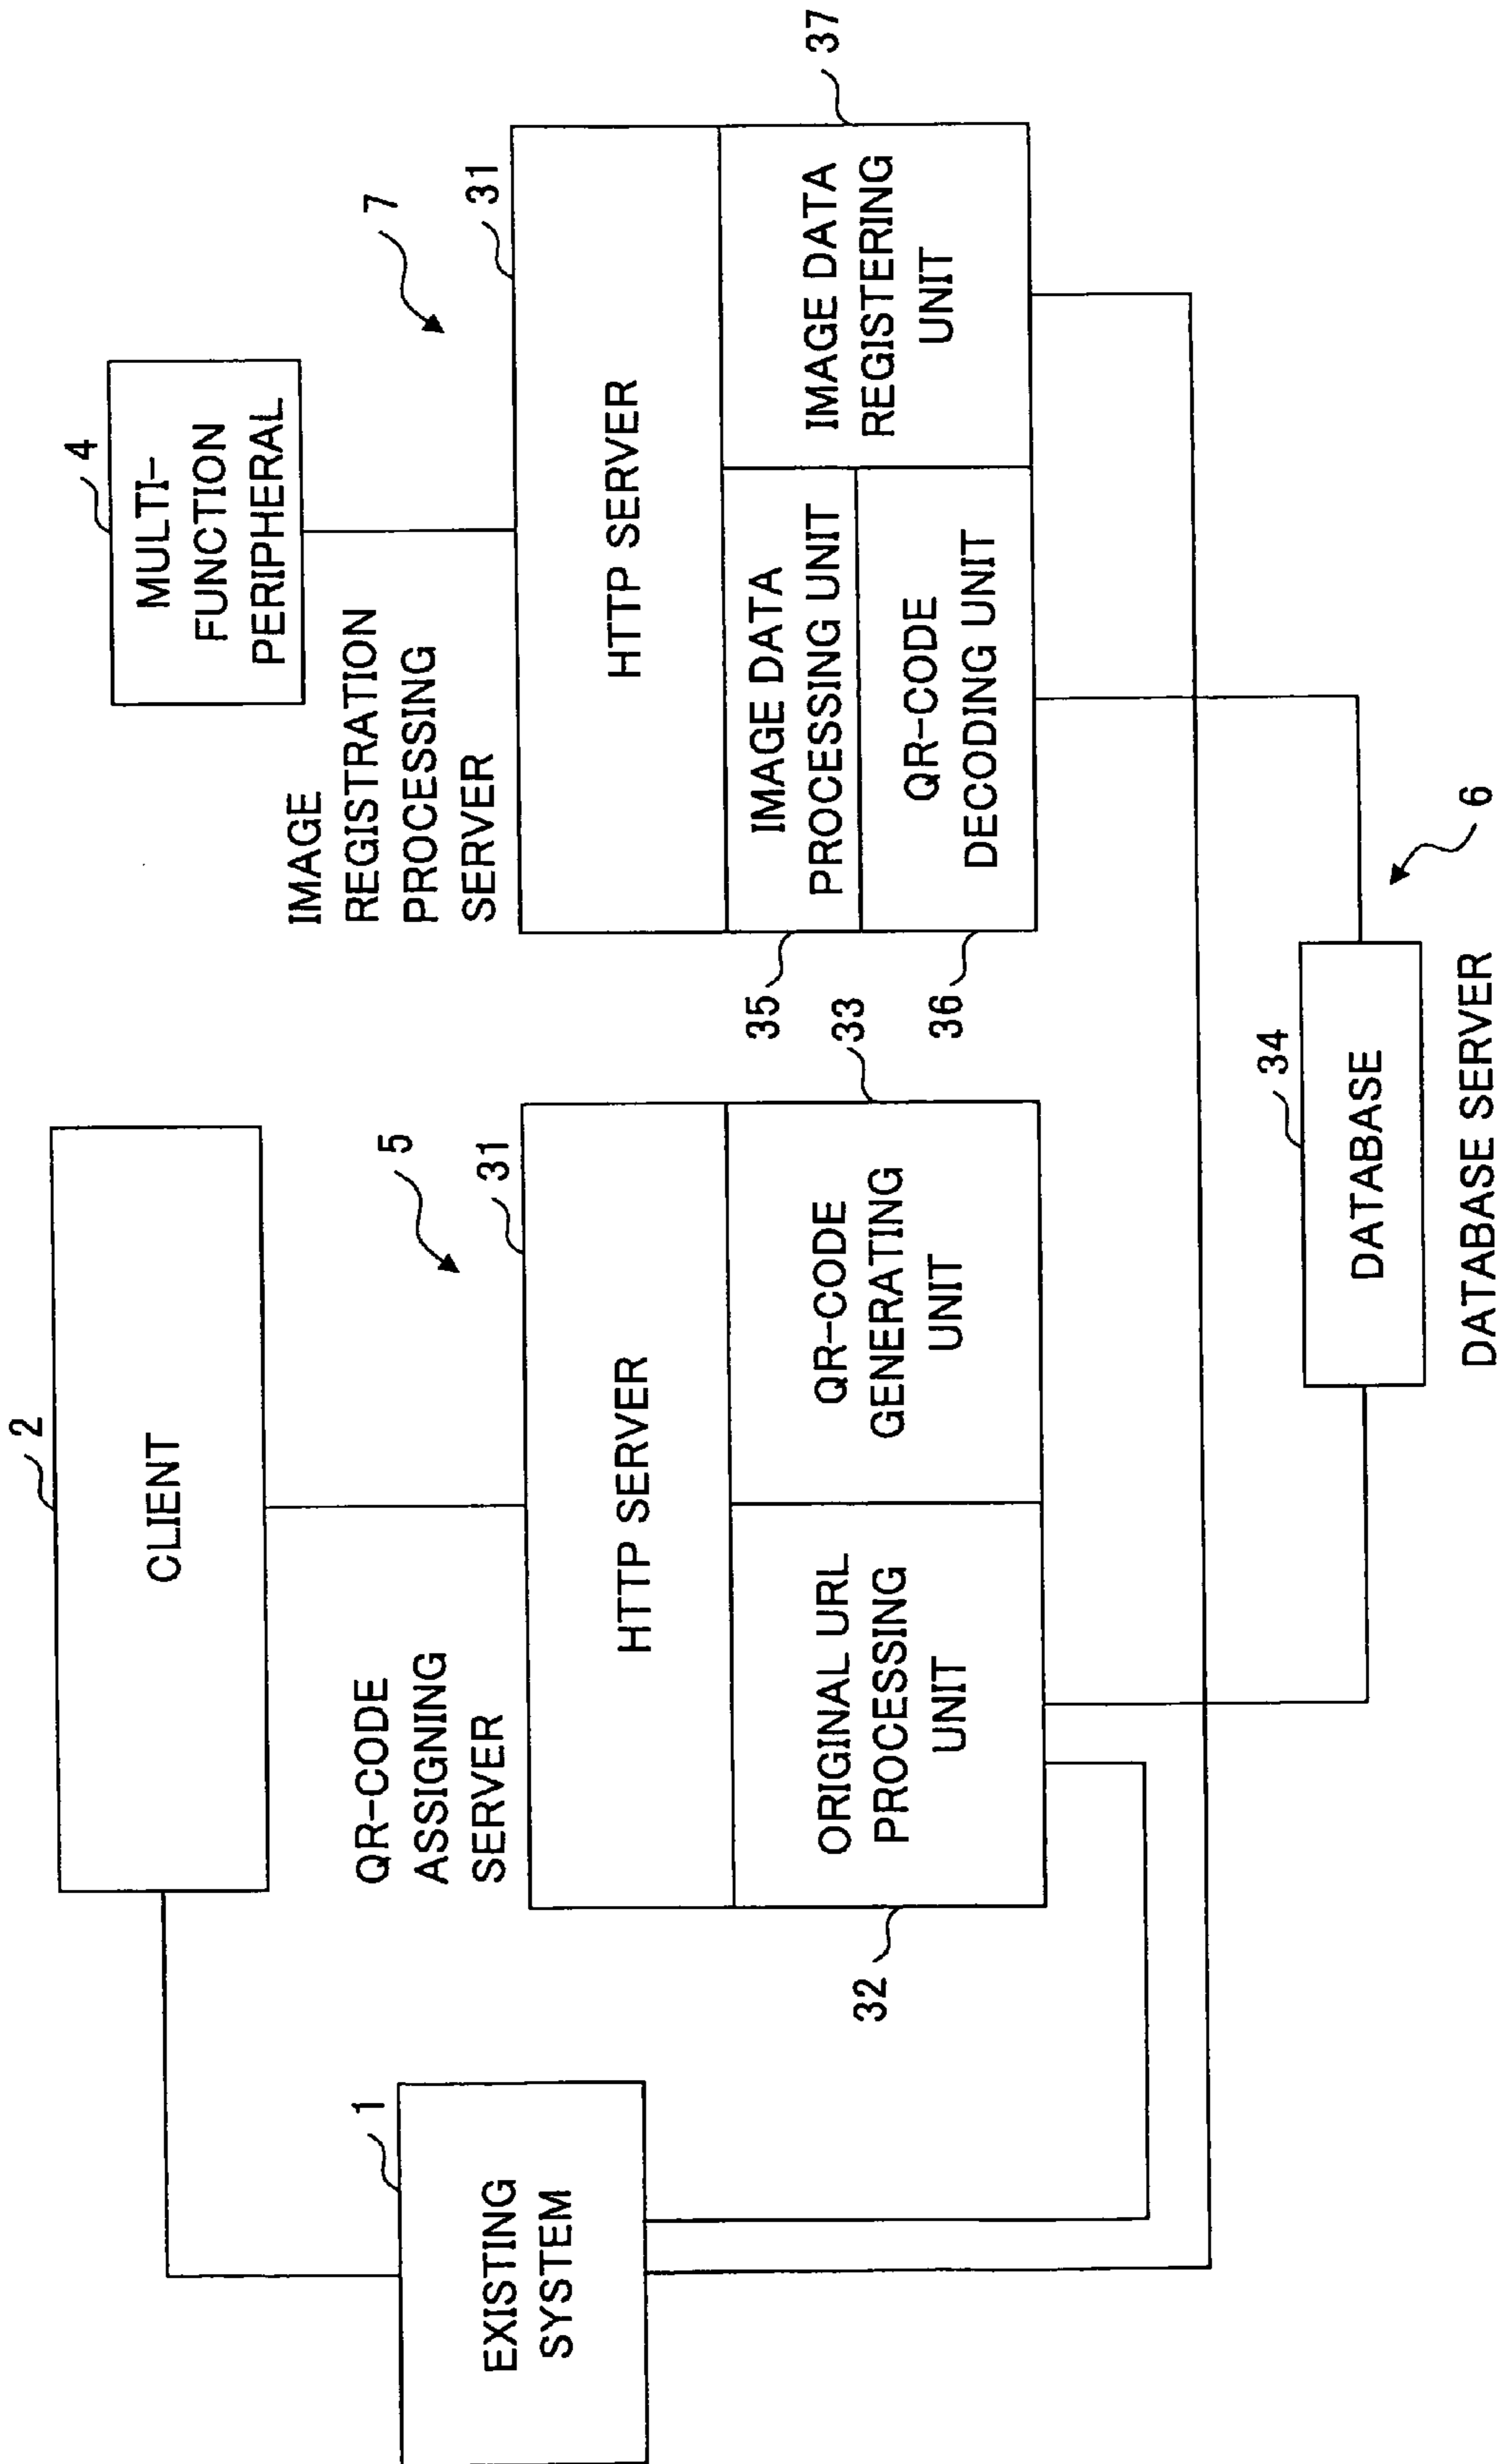 2
CLIENT
1
EXISTING
SYSTEM
QR-CODE
ASSIGNING
SERVER
5
31
HTTP SERVER
ORIGINAL URL
PROCESSING
UNIT
32
QR-CODE
GENERATING
UNIT
33
4
MULTI-
FUNCTION
PERIPHERAL
IMAGE
REGISTRATION
PROCESSING
SERVER
7
31
HTTP SERVER
IMAGE DATA
PROCESSING UNIT
35
QR-CODE
DECODING UNIT
36
IMAGE DATA
REGISTERING
UNIT
37
34
DATABASE
6
DATABASE SERVER